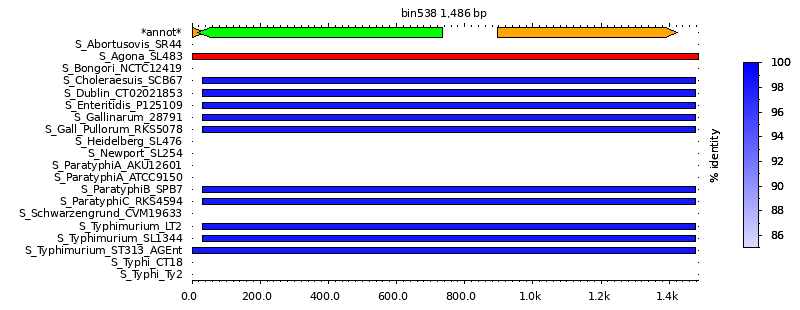 bin538 1,486 bp
*annot*
S_Abortusovis_SR44
S_Agona_SL483
S_Bongori_NCTC12419
S_Choleraesuis_SCB67
S_Dublin_CT02021853
S_Enteritidis_P125109
S_Gallinarum_28791
S_Gall_Pullorum_RKS5078
S_Heidelberg_SL476
S_Newport_SL254
S_ParatyphiA_AKU12601
S_ParatyphiA_ATCC9150
S_ParatyphiB_SPB7
S_ParatyphiC_RKS4594
S_Schwarzengrund_CVM19633
S_Typhimurium_LT2
S_Typhimurium_SL1344
S_Typhimurium_ST313_AGEnt
S_Typhi_CT18
S_Typhi_Ty2
0.0 200.0 400.0 600.0 800.0 1.0k 1.2k 1.4k
% identity
100
98
96
94
92
90
88
86